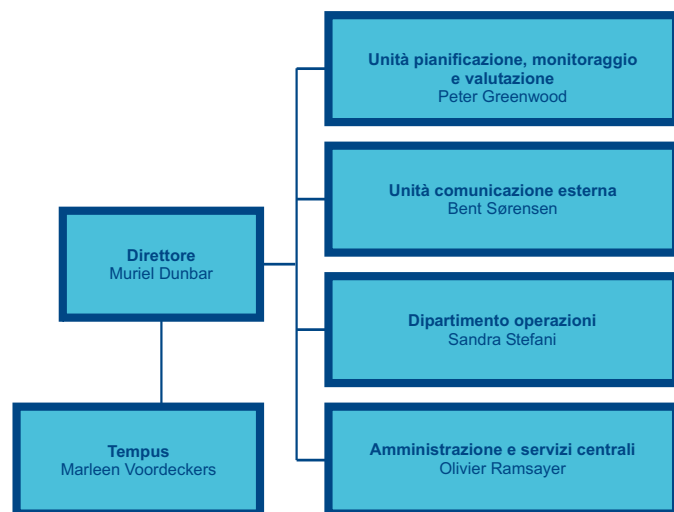 Unità pianificazione, monitoraggio
e valutazione
Peter Greenwood
Unità comunicazione esterna
Bent Sørensen
Direttore
Muriel Dunbar
Dipartimento operazioni
Sandra Stefani
Tempus
Marleen Voordeckers
Amministrazione e servizi centrali
Olivier Ramsayer